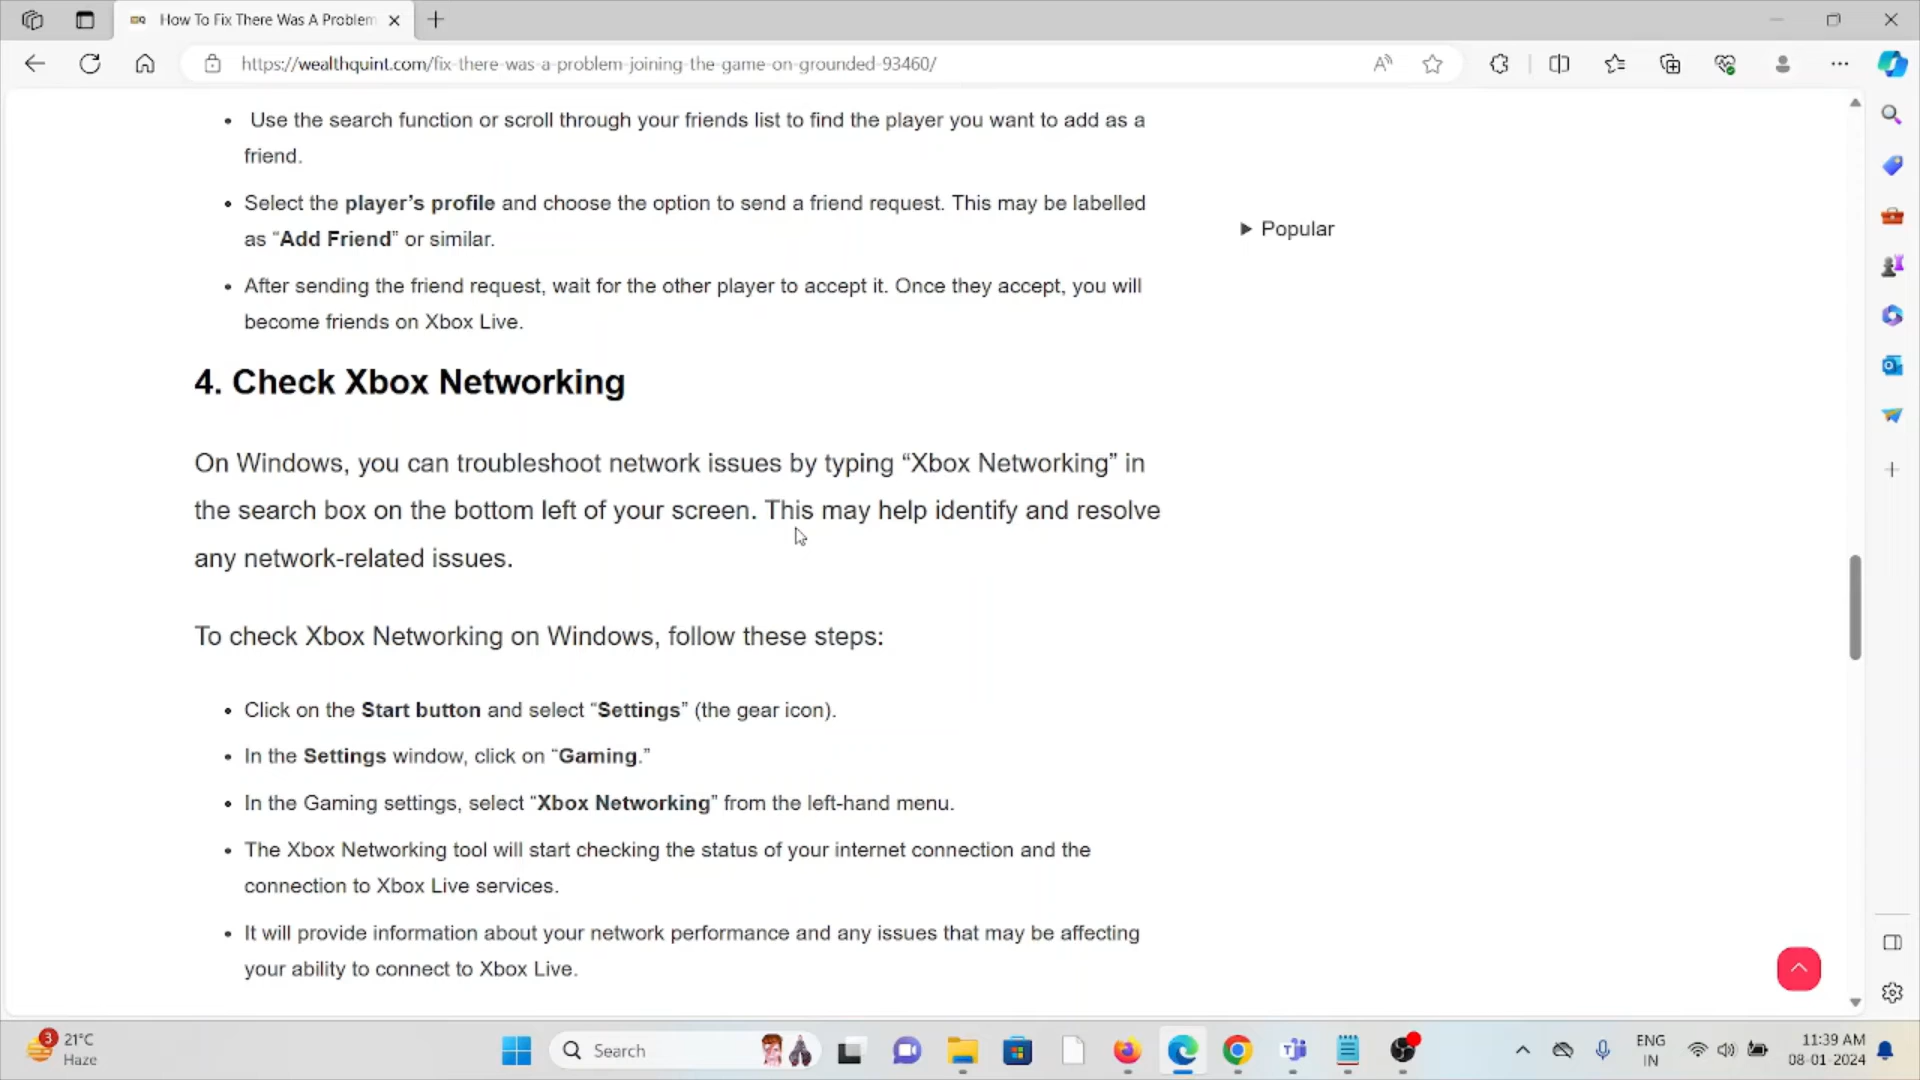 How To Fix There Was A Problem
https://wealthquint.com/fix-there-was-a-problem-joining-the-game-on-grounded-93460/
• Use the search function or scroll through your friends list to find the player you want to add as a
friend.
• Select the player’s profile and choose the option to send a friend request. This may be labelled
as “Add Friend” or similar.
• After sending the friend request, wait for the other player to accept it. Once they accept, you will
become friends on Xbox Live.
Popular
4. Check Xbox Networking
On Windows, you can troubleshoot network issues by typing “Xbox Networking” in
the search box on the bottom left of your screen. This may help identify and resolve
any network-related issues.
To check Xbox Networking on Windows, follow these steps:
• Click on the Start button and select “Settings” (the gear icon).
• In the Settings window, click on “Gaming.”
• In the Gaming settings, select “Xbox Networking” from the left-hand menu.
• The Xbox Networking tool will start checking the status of your internet connection and the
connection to Xbox Live services.
• It will provide information about your network performance and any issues that may be affecting
your ability to connect to Xbox Live.
3
21°C
Haze
Search
ENG
IN
11:39 AM
08-01-2024